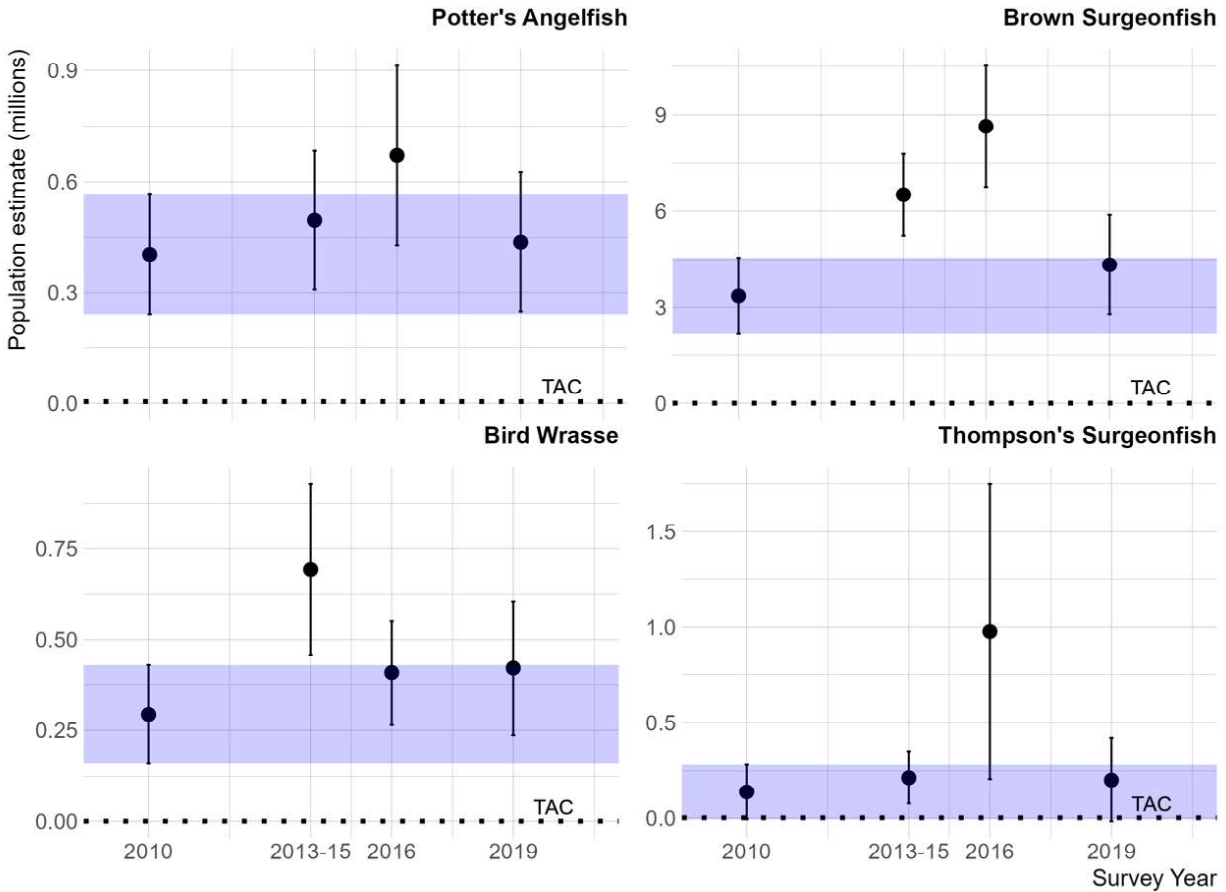 Potter's Angelfish
Brown Surgeonfish
Population estimate (millions)
0.9
0.6
0.3
0.0
TAC
9
6
3
0
TAC
Bird Wrasse
Thompson's Surgeonfish
0.75
0.50
0.25
0.00
TAC
2010 2013-15 2016 2019
1.5
1.0
0.5
0.0
TAC
2010 2013-15 2016 2019
Survey Year